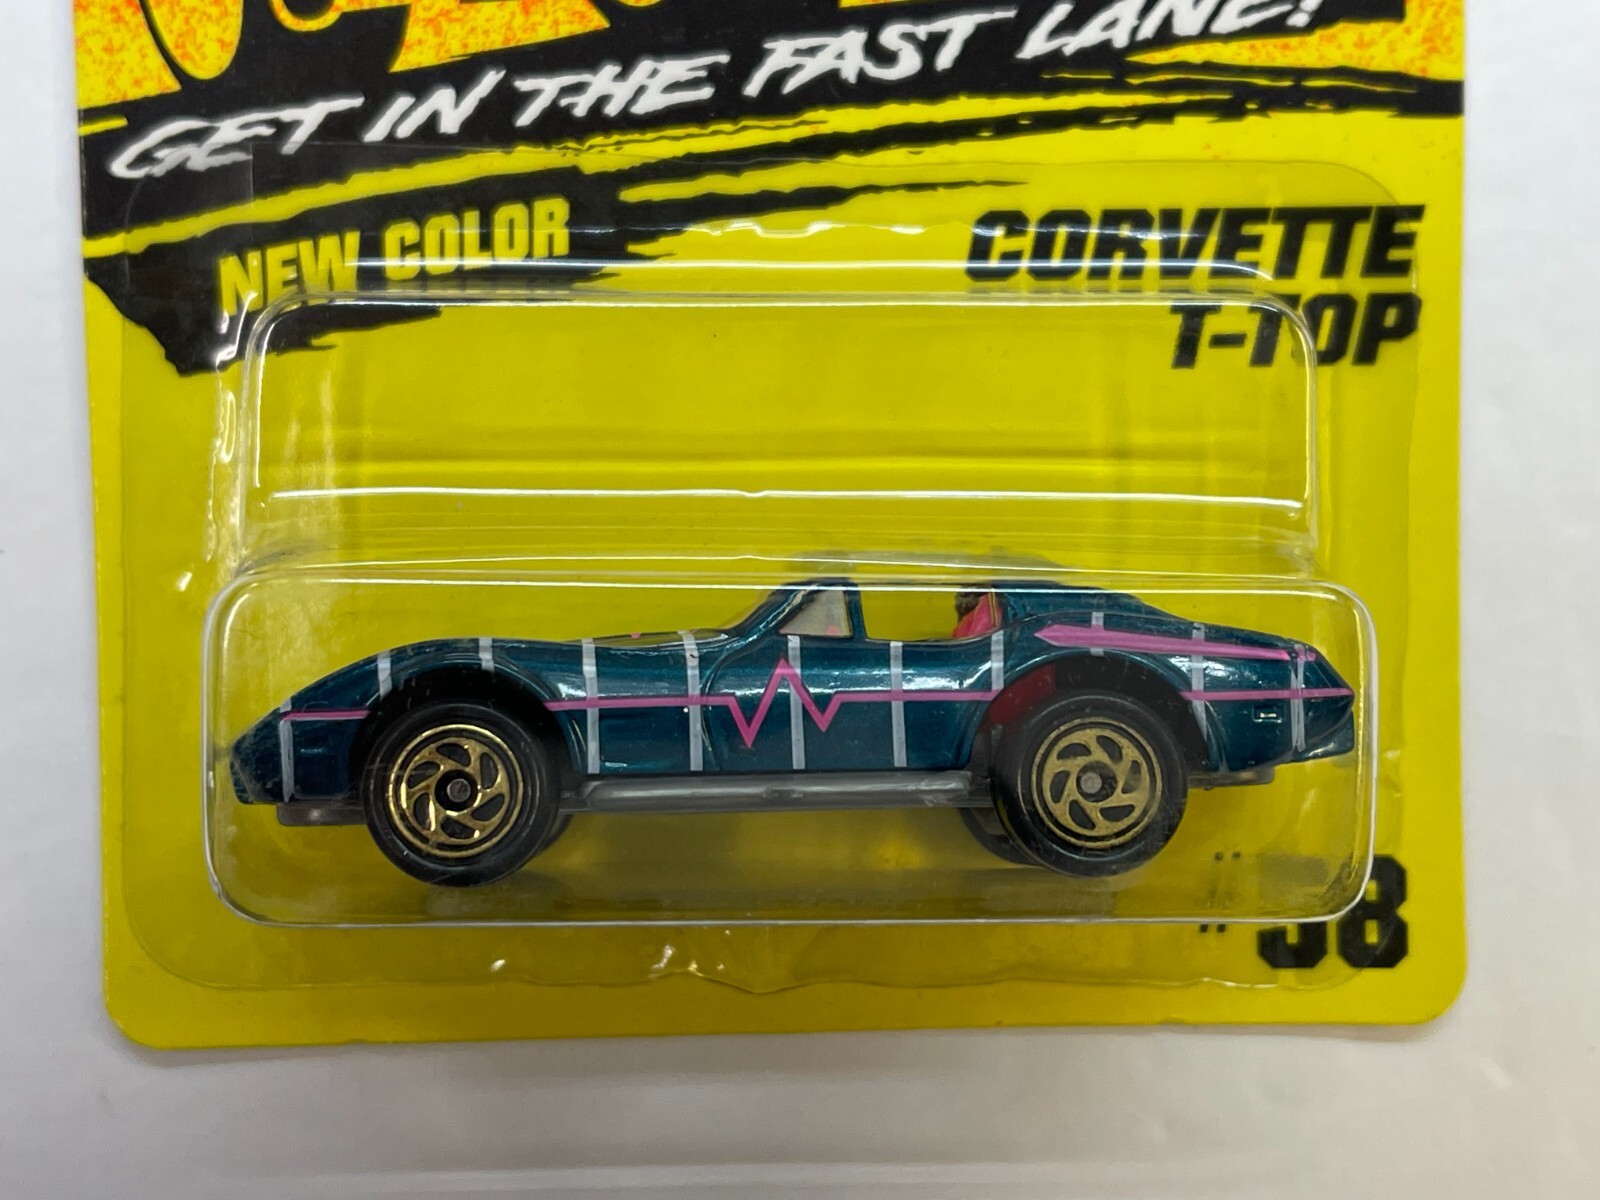 GET IN THE FAST LANE!
NEW COLOR
CORVETTE
T-TOP
#